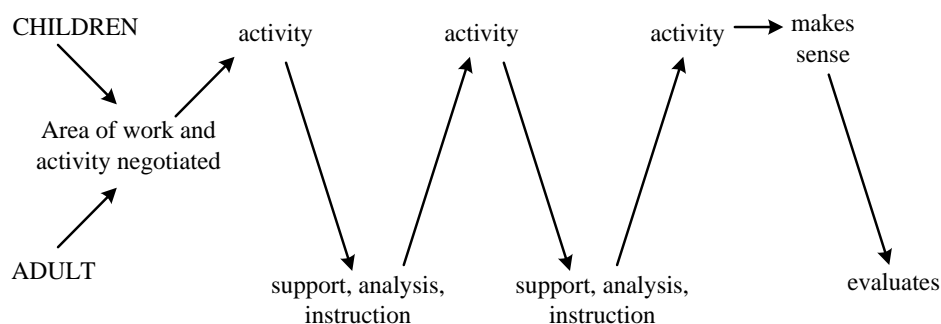 CHILDREN
activity
activity
activity
makes
sense
Area of work and
activity negotiated
ADULT
support, analysis,
instruction
support, analysis,
instruction
evaluates